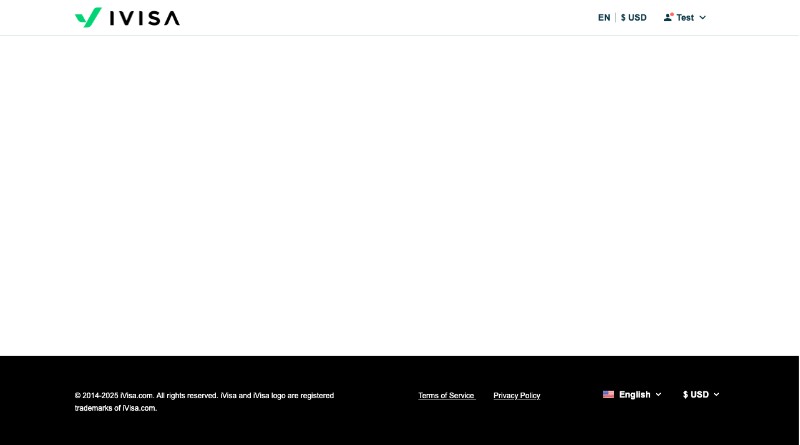 IVISA
EN | $ USD Test
© 2014-2025 iVisa.com. All rights reserved. iVisa and iVisa logo are registered
trademarks of iVisa.com.
Terms of Service Privacy Policy
English $ USD